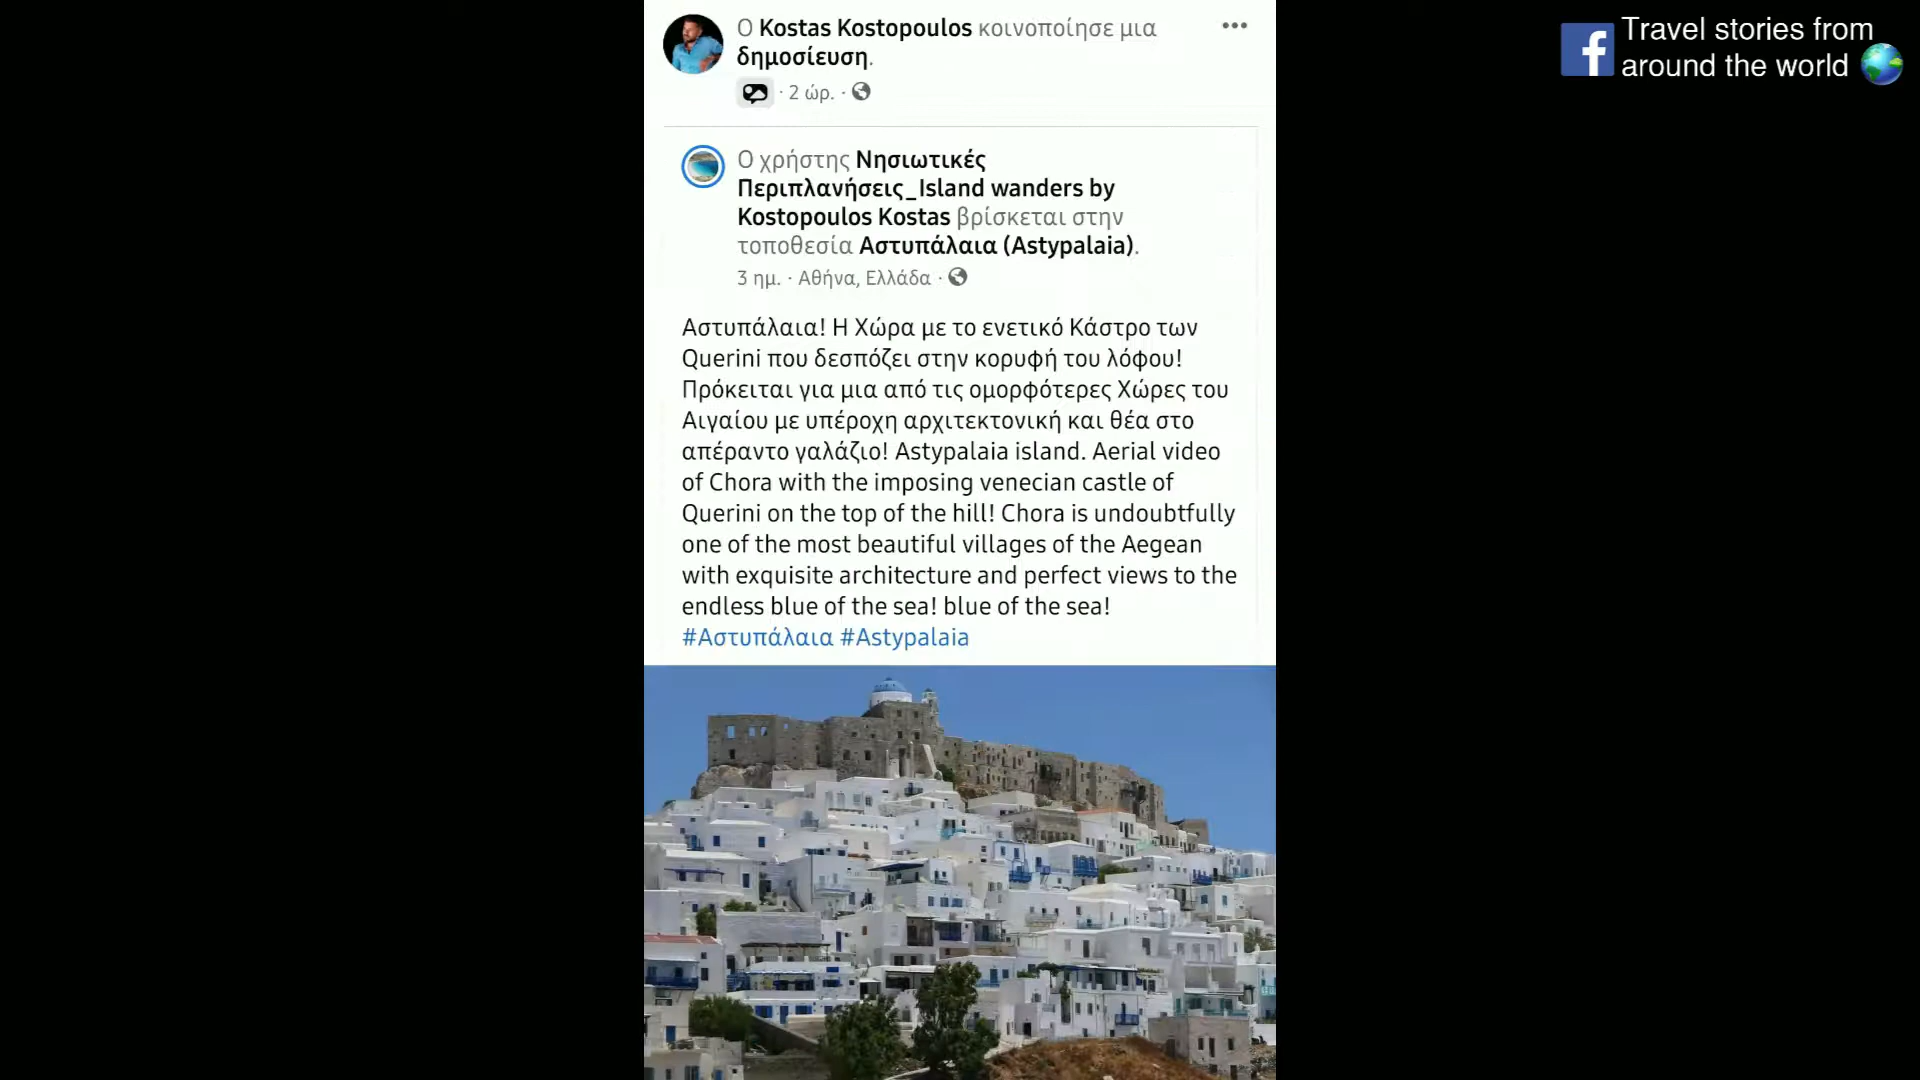 Ο Kostas Kostopoulos κοινοποίησε μια
δημοσίευση.
· 2 ώρ. ·
Ο χρήστης Νησιωτικές
Περιπλανήσεις_Island wanders by
Kostopoulos Kostas βρίσκεται στην
τοποθεσία Αστυπάλαια (Astypalaia).
3 ημ. · Αθήνα, Ελλάδα ·
Αστυπάλαια! Η Χώρα με το ενετικό Κάστρο των
Querini που δεσπόζει στην κορυφή του λόφου!
Πρόκειται για μια από τις ομορφότερες Χώρες του
Αιγαίου με υπέροχη αρχιτεκτονική και θέα στο
απέραντο γαλάζιο! Astypalaia island. Aerial video
of Chora with the imposing venecian castle of
Querini on the top of the hill! Chora is undoubtfully
one of the most beautiful villages of the Aegean
with exquisite architecture and perfect views to the
endless blue of the sea! blue of the sea!
#Αστυπάλαια #Astypalaia
Travel stories from
around the world